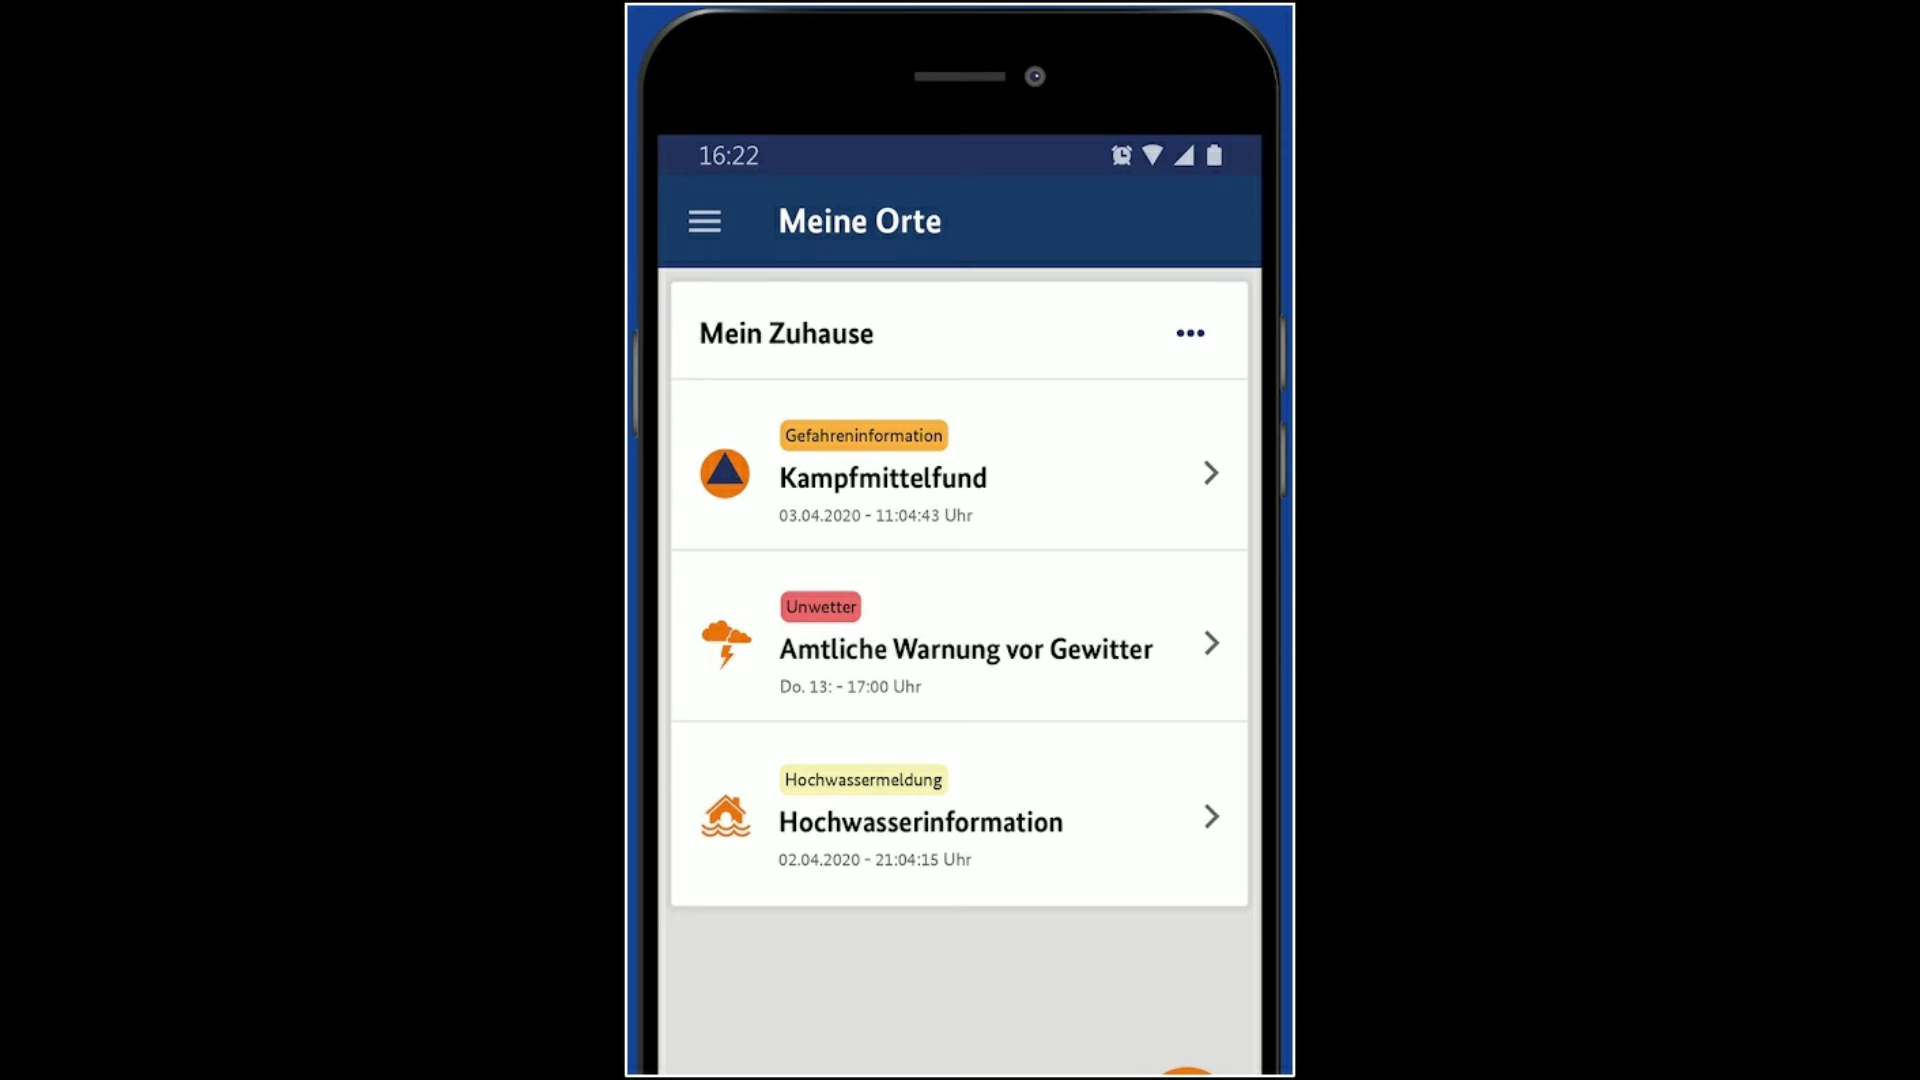 16:22
Meine Orte
Mein Zuhause
Gefahreninformation
Kampfmittelfund
03.04.2020 - 11:04:43 Uhr
Unwetter
Amtliche Warnung vor Gewitter
Do. 13: - 17:00 Uhr
Hochwassermeldung
Hochwasserinformation
02.04.2020 - 21:04:15 Uhr